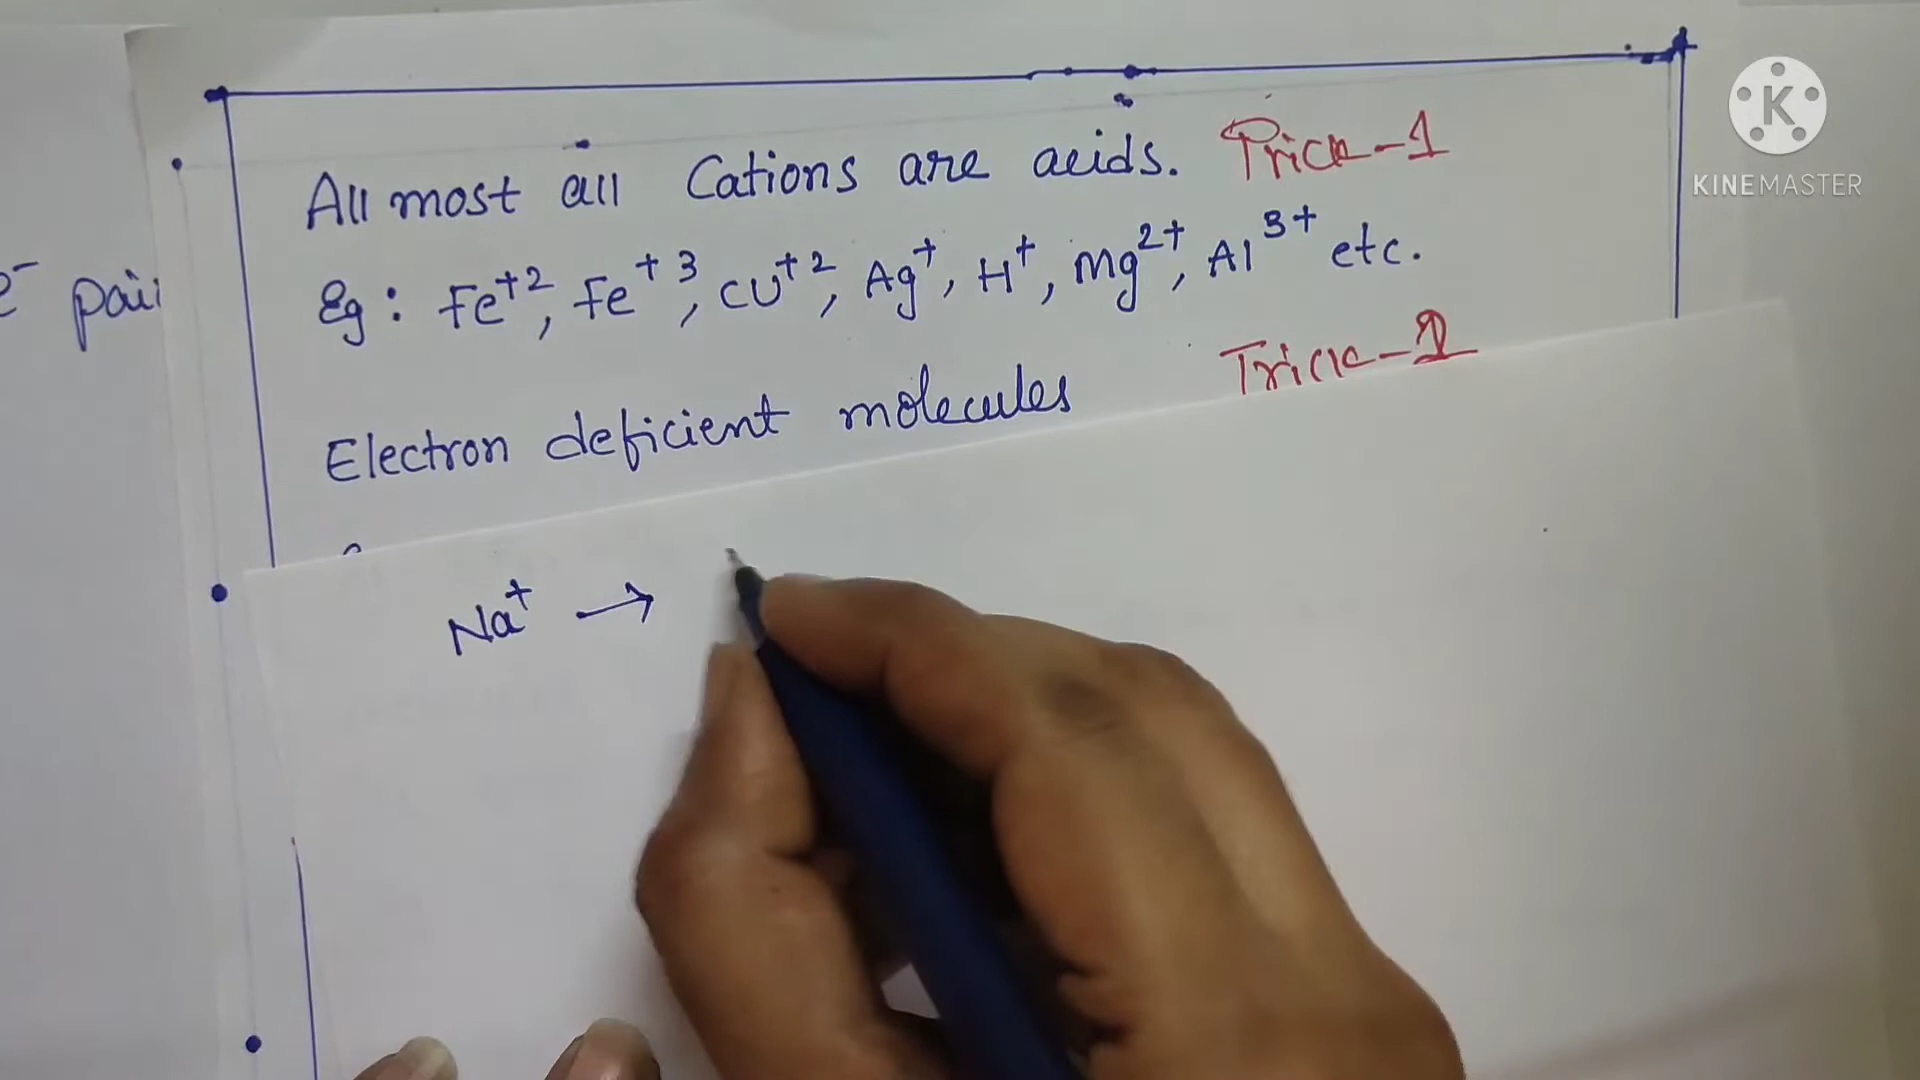 All most all Cations are acids. Trick-1
Eg: Fe+2, Fe+3, Cu+2, Ag+, H+, Mg2+, Al3+ etc.
e- pair
Electron deficient molecules Trick-2
Na+ →
KINEMASTER